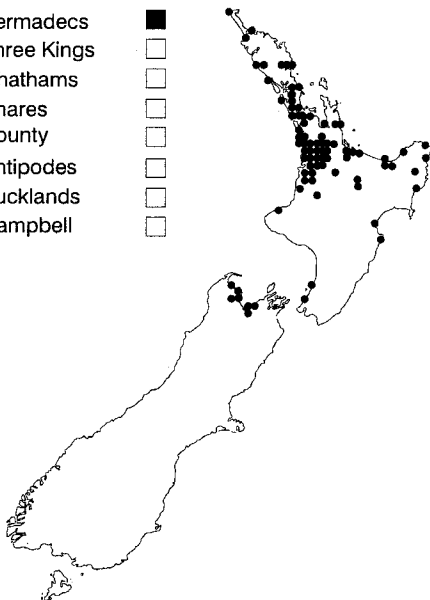 ermadecs
hree Kings
hathams
nares
ounty
ntipodes
ucklands
ampbell